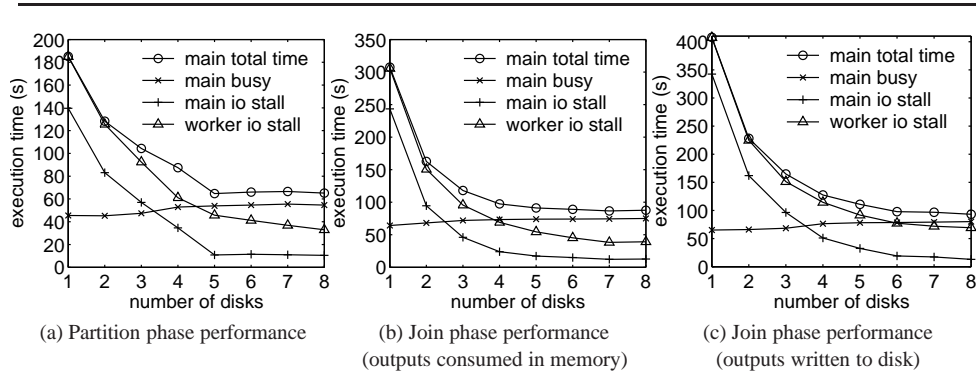 200
180
160
140
120
100
80
60
40
20
0
execution time (s)
main total time
main busy
main io stall
worker io stall
1 2 3 4 5 6 7 8
number of disks
(a) Partition phase performance
350
300
250
200
150
100
50
0
execution time (s)
main total time
main busy
main io stall
worker io stall
1 2 3 4 5 6 7 8
number of disks
(b) Join phase performance
(outputs consumed in memory)
400
350
300
250
200
150
100
50
0
execution time (s)
main total time
main busy
main io stall
worker io stall
1 2 3 4 5 6 7 8
number of disks
(c) Join phase performance
(outputs written to disk)